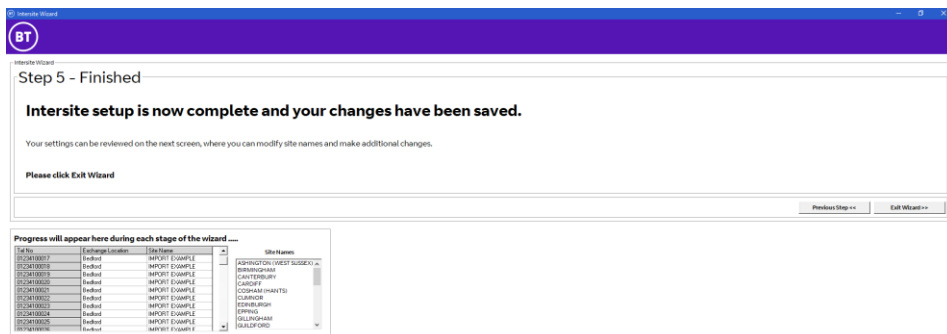 Intersite Wizard
BT
Intersite Wizard
Step 5 - Finished
Intersite setup is now complete and your changes have been saved.
Your settings can be reviewed on the next screen, where you can modify site names and make additional changes.
Please click Exit Wizard
Previous Step << Exit Wizard >>
Progress will appear here during each stage of the wizard .....
Tel No Exchange Location Site Name Site Names
01234100017 Bedford IMPORT EXAMPLE ASHINGTON (WEST SUSSEX)
01234100018 Bedford IMPORT EXAMPLE BIRMINGHAM
01234100019 Bedford IMPORT EXAMPLE CANTERBURY
01234100020 Bedford IMPORT EXAMPLE CARDIFF
01234100021 Bedford IMPORT EXAMPLE COSHAM (HANTS)
01234100022 Bedford IMPORT EXAMPLE CUMNOR
01234100023 Bedford IMPORT EXAMPLE EDINBURGH
01234100024 Bedford IMPORT EXAMPLE EPPING
01234100025 Bedford IMPORT EXAMPLE GILLINGHAM
01234100026 Bedford IMPORT EXAMPLE GUILDFORD